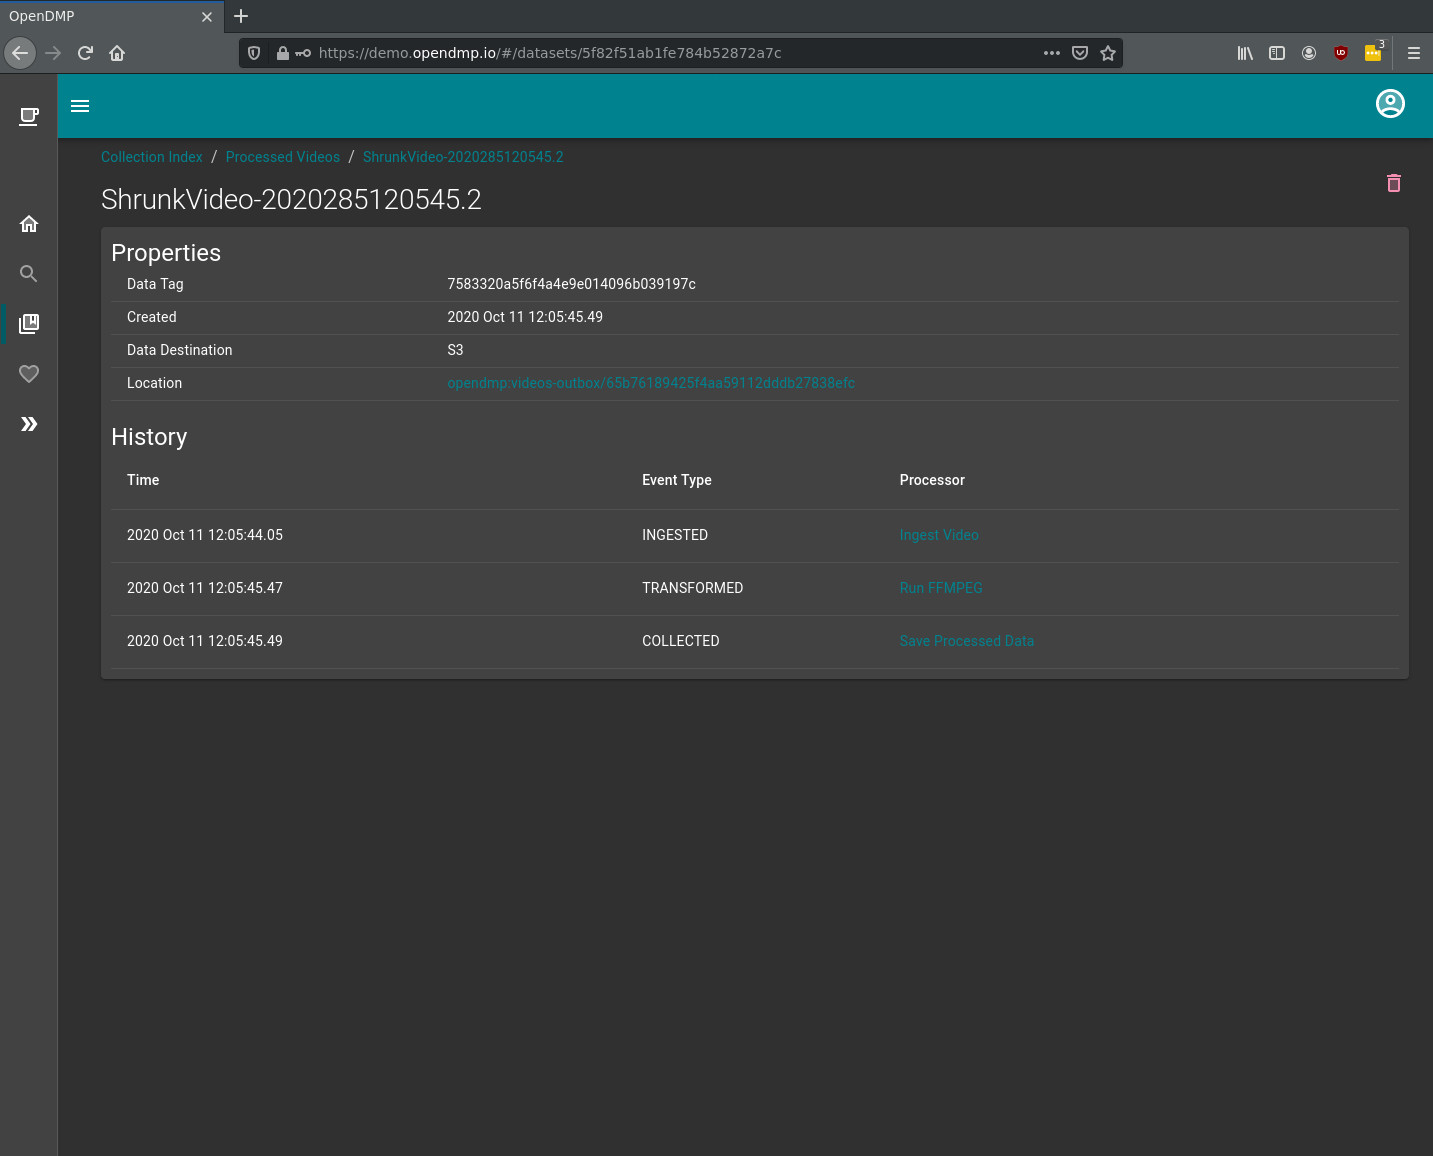 OpenDMP
https://demo.opendmp.io/#/datasets/5f82f51ab1fe784b52872a7c
3
Collection Index / Processed Videos / ShrunkVideo-2020285120545.2
ShrunkVideo-2020285120545.2
Properties
Data Tag 7583320a5f6f4a4e9e014096b039197c
Created 2020 Oct 11 12:05:45.49
Data Destination S3
Location opendmp:videos-outbox/65b76189425f4aa59112dddb27838efc
History
Time Event Type Processor
2020 Oct 11 12:05:44.05 INGESTED Ingest Video
2020 Oct 11 12:05:45.47 TRANSFORMED Run FFMPEG
2020 Oct 11 12:05:45.49 COLLECTED Save Processed Data